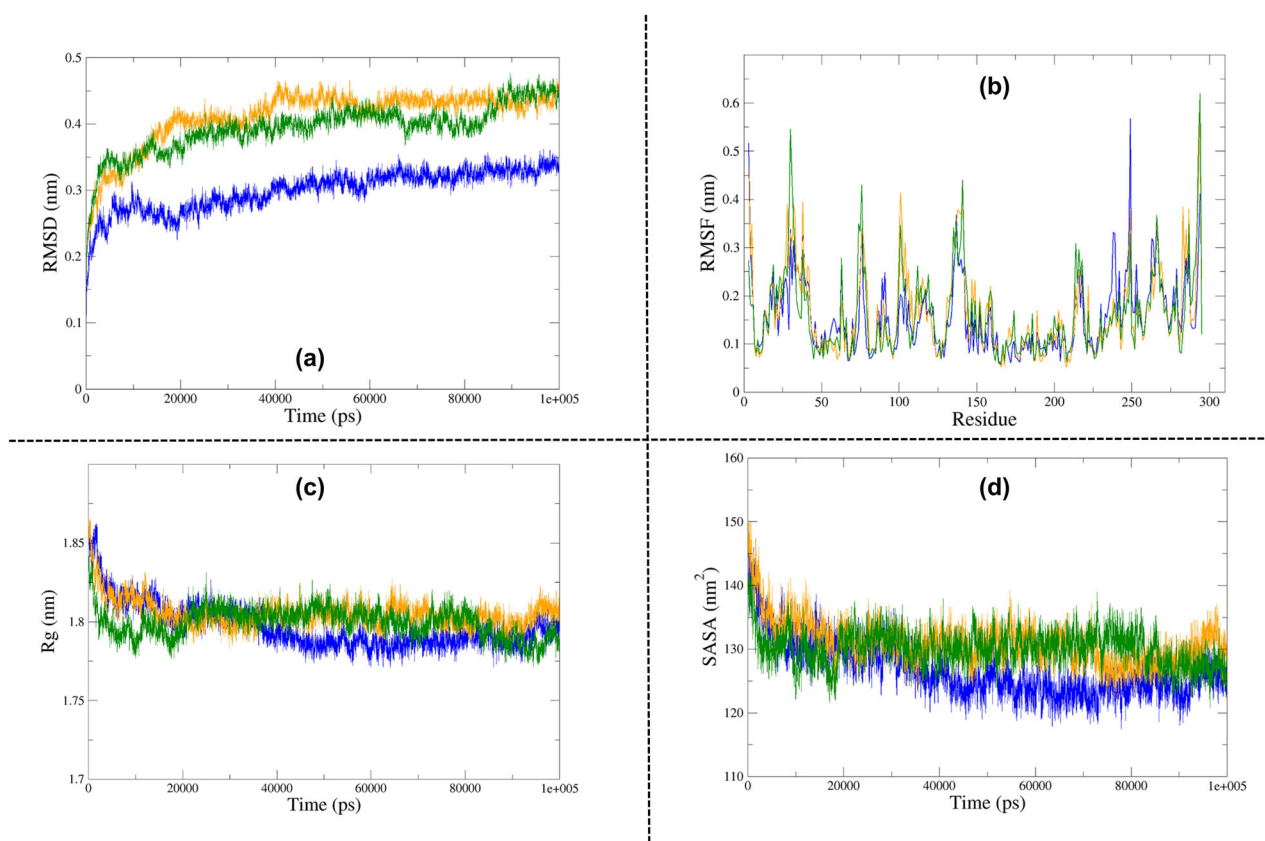 0.5
0.4
0.3
0.2
0.1
0
RMSD (nm)
(a)
0 20000 40000 60000 80000 1e+005
Time (ps)
0.6
0.5
0.4
0.3
0.2
0.1
0
RMSF (nm)
(b)
0 50 100 150 200 250 300
Residue
1.85
1.8
1.75
1.7
Rg (nm)
(c)
0 20000 40000 60000 80000 1e+005
Time (ps)
160
150
140
130
120
110
SASA (nm²)
(d)
0 20000 40000 60000 80000 1e+005
Time (ps)